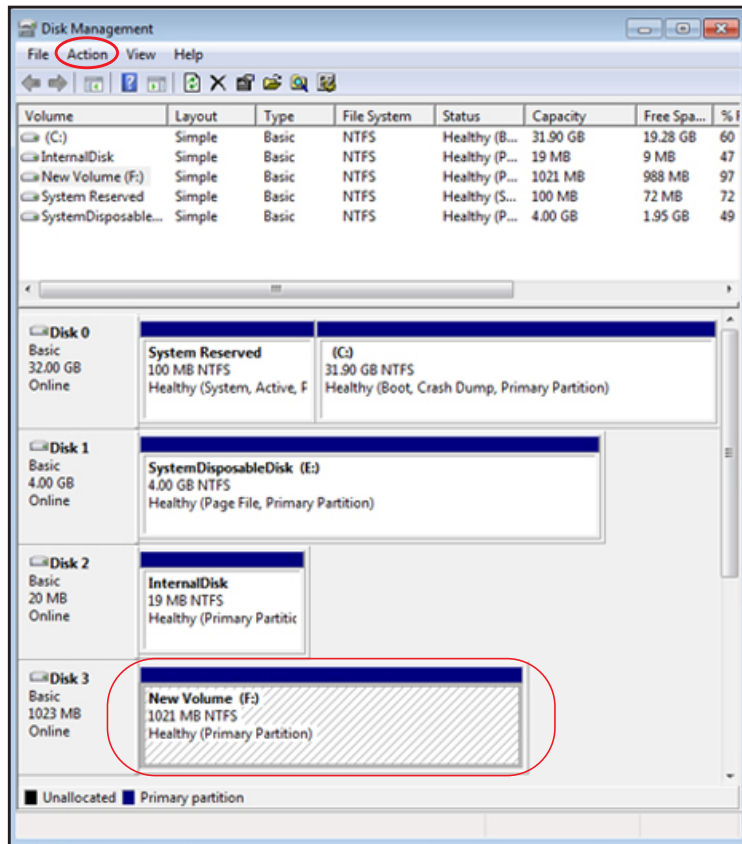 Disk Management
File Action View Help
Volume Layout Type File System Status Capacity Free Spa... % F
(C:) Simple Basic NTFS Healthy (B... 31.90 GB 19.28 GB 60
InternalDisk Simple Basic NTFS Healthy (P... 19 MB 9 MB 47
New Volume (F:) Simple Basic NTFS Healthy (P... 1021 MB 988 MB 97
System Reserved Simple Basic NTFS Healthy (S... 100 MB 72 MB 72
SystemDisposable... Simple Basic NTFS Healthy (P... 4.00 GB 1.95 GB 49
Disk 0
Basic
32.00 GB
Online
System Reserved
100 MB NTFS
Healthy (System, Active, P
(C:)
31.90 GB NTFS
Healthy (Boot, Crash Dump, Primary Partition)
Disk 1
Basic
4.00 GB
Online
SystemDisposableDisk (E:)
4.00 GB NTFS
Healthy (Page File, Primary Partition)
Disk 2
Basic
20 MB
Online
InternalDisk
19 MB NTFS
Healthy (Primary Partitic
Disk 3
Basic
1023 MB
Online
New Volume (F:)
1021 MB NTFS
Healthy (Primary Partition)
Unallocated Primary partition